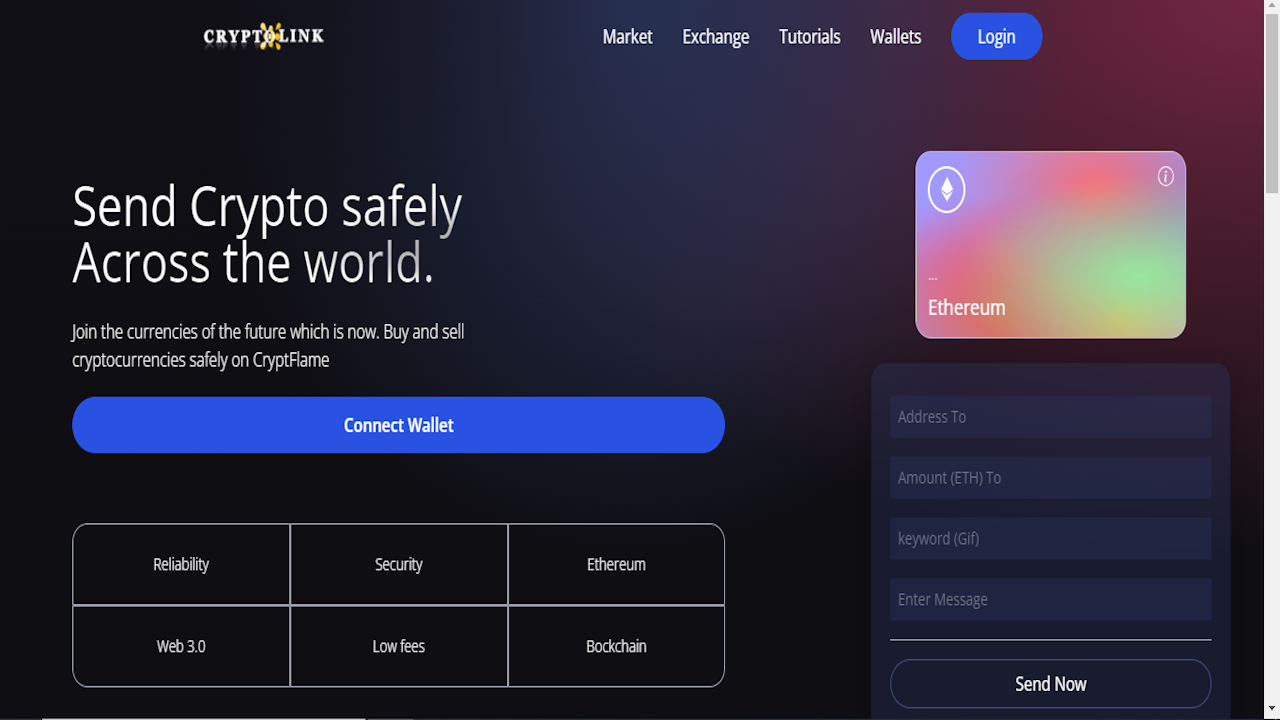 CRYPTOLINK
Market
Exchange
Tutorials
Wallets
Login
Send Crypto safely
Across the world.
Join the currencies of the future which is now. Buy and sell
cryptocurrencies safely on CryptFlame
Connect Wallet
Reliability
Security
Ethereum
Web 3.0
Low fees
Bockchain
i
...
Ethereum
Address To
Amount (ETH) To
keyword (Gif)
Enter Message
Send Now